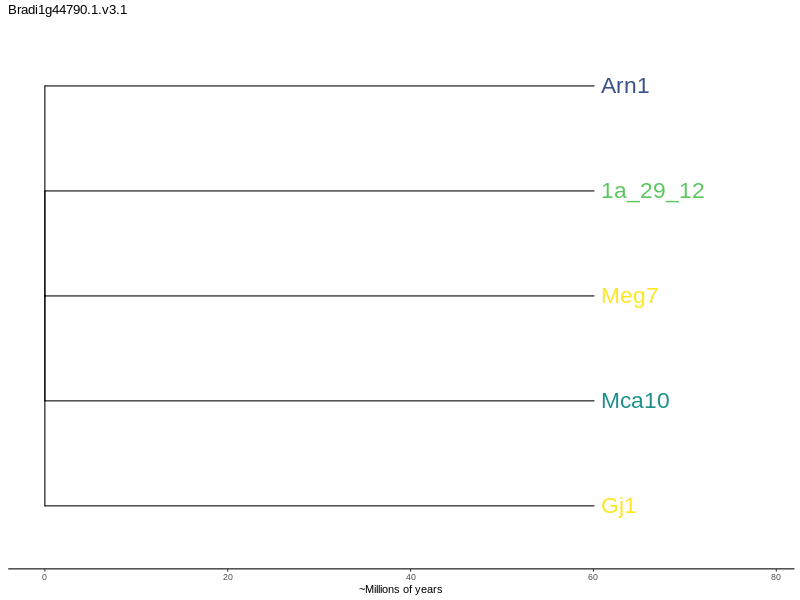 Bradi1g44790.1.v3.1
Arn1
1a_29_12
Meg7
Mca10
Gj1
0 20 40 60 80
~Millions of years